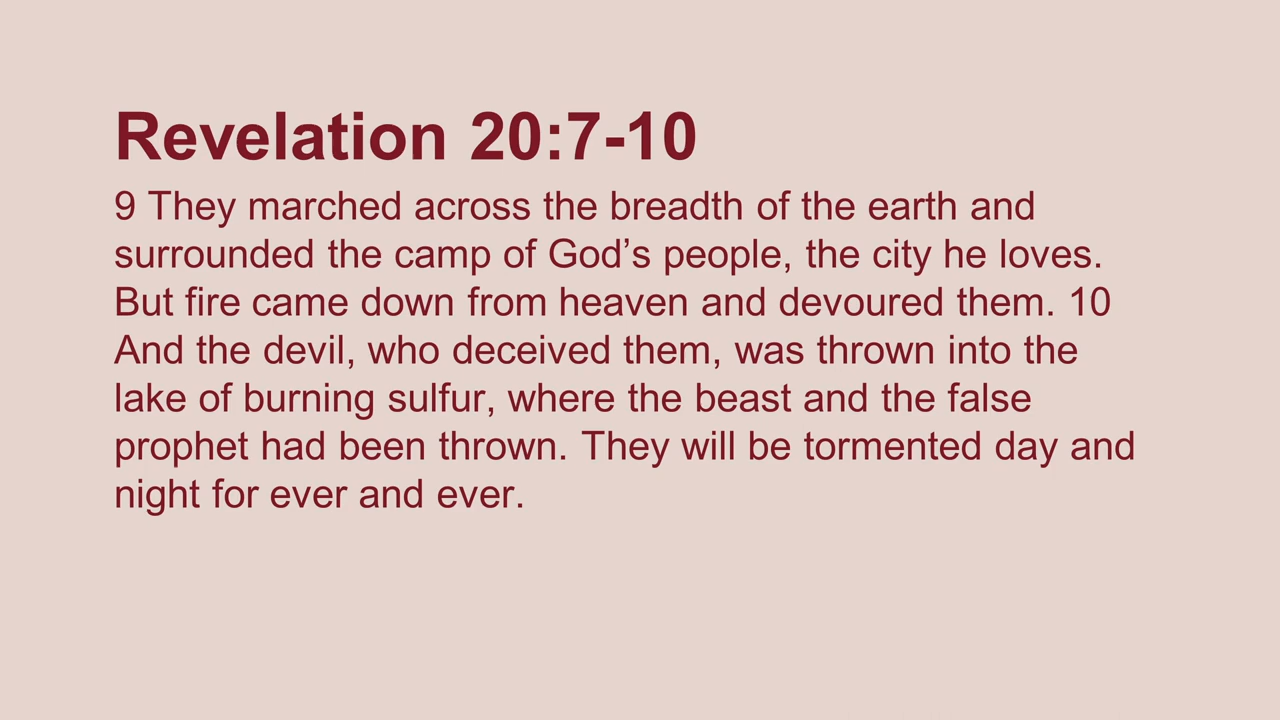 Revelation 20:7-10
9 They marched across the breadth of the earth and
surrounded the camp of God’s people, the city he loves.
But fire came down from heaven and devoured them. 10
And the devil, who deceived them, was thrown into the
lake of burning sulfur, where the beast and the false
prophet had been thrown. They will be tormented day and
night for ever and ever.